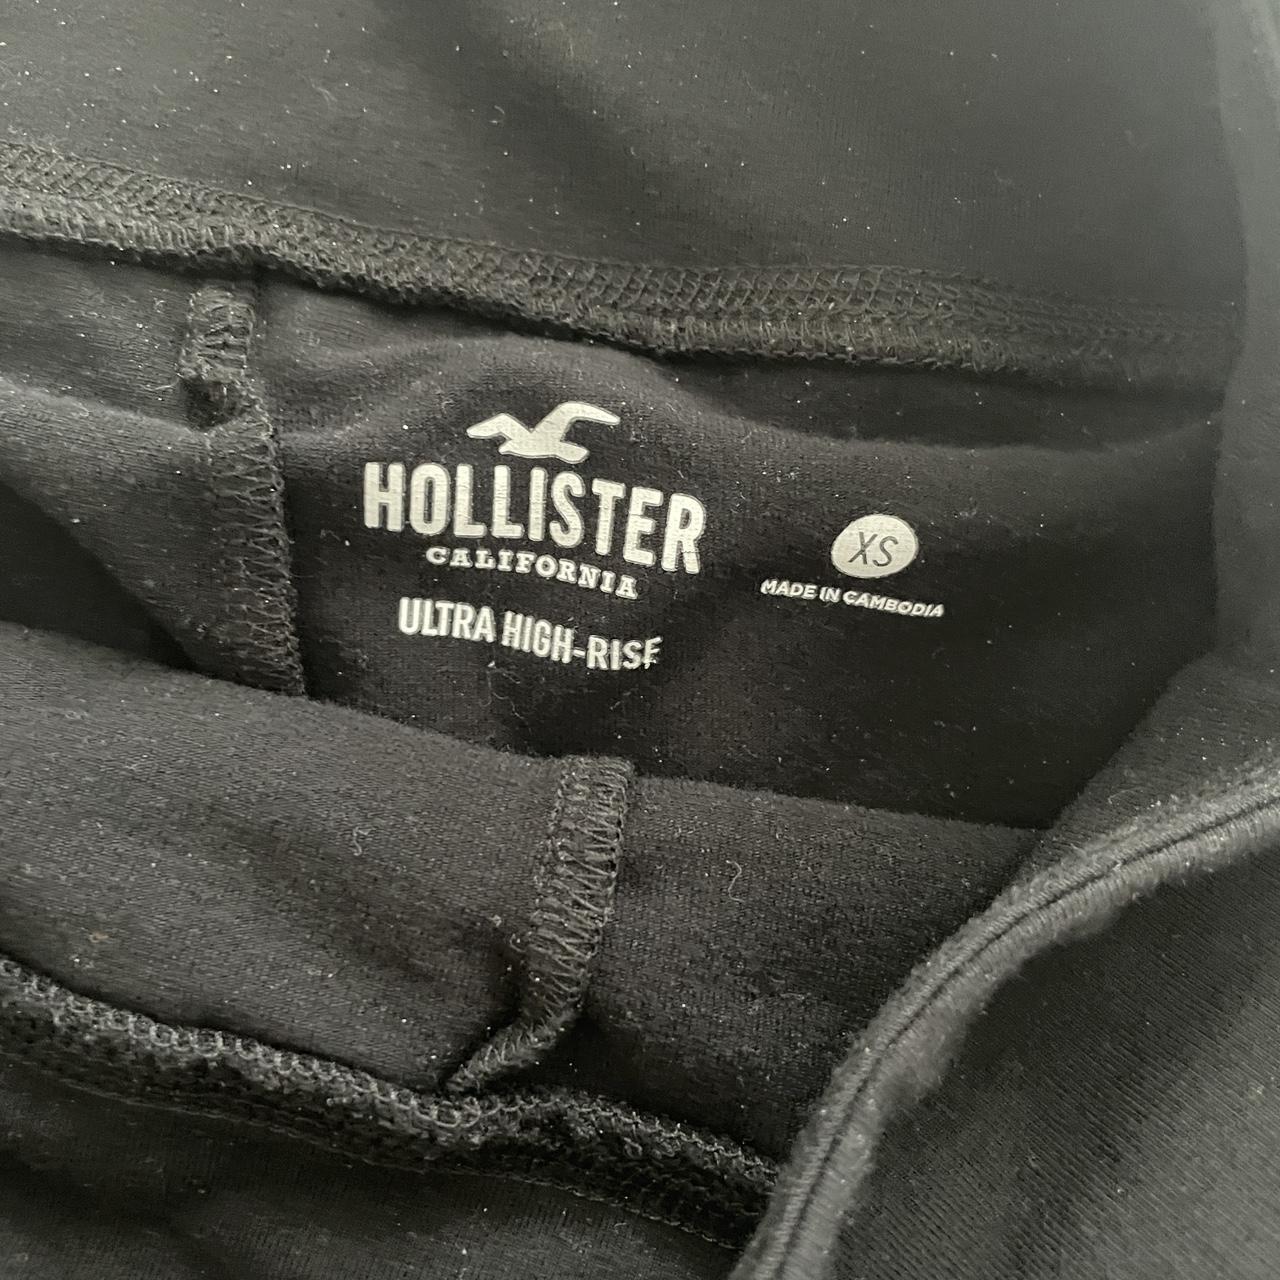 HOLLISTER
CALIFORNIA
ULTRA HIGH-RISE
XS
MADE IN CAMBODIA